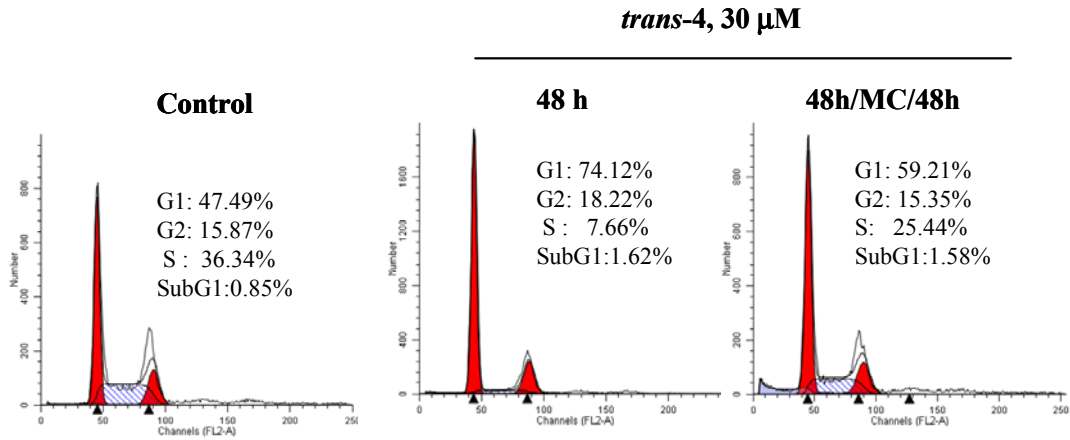 trans-4, 30 µM
Control
48 h
48h/MC/48h
G1: 47.49%
G2: 15.87%
S : 36.34%
SubG1:0.85%
G1: 74.12%
G2: 18.22%
S : 7.66%
SubG1:1.62%
G1: 59.21%
G2: 15.35%
S: 25.44%
SubG1:1.58%
Number
0 200 400 600 800
0 50 100 150 200 250
Channels (FL2-A)
Number
0 400 800 1200 1600
0 50 100 150 200
Channels (FL2-A)
Number
0 200 400 600 800
0 50 100 150 200 250
Channels (FL2-A)